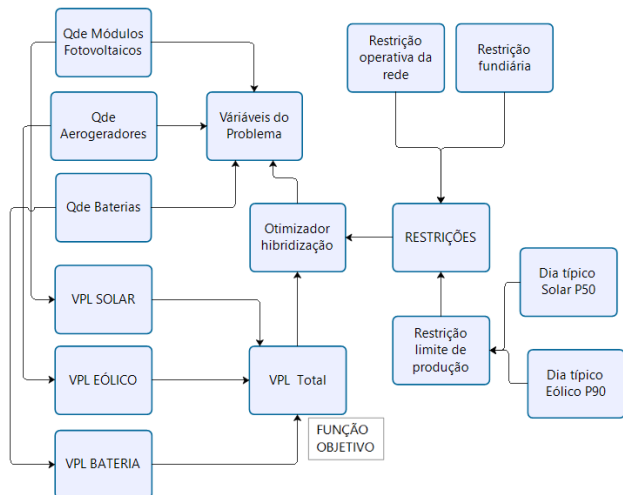 Qde Módulos
Fotovoltaicos
Restrição
operativa da
rede
Restrição
fundiária
Qde
Aerogeradores
Váriáveis do
Problema
Qde Baterias
Otimizador
hibridização
RESTRIÇÕES
VPL SOLAR
Dia típico
Solar P50
Restrição
limite de
produção
VPL EÓLICO
VPL Total
Dia típico
Eólico P90
FUNÇÃO
OBJETIVO
VPL BATERIA